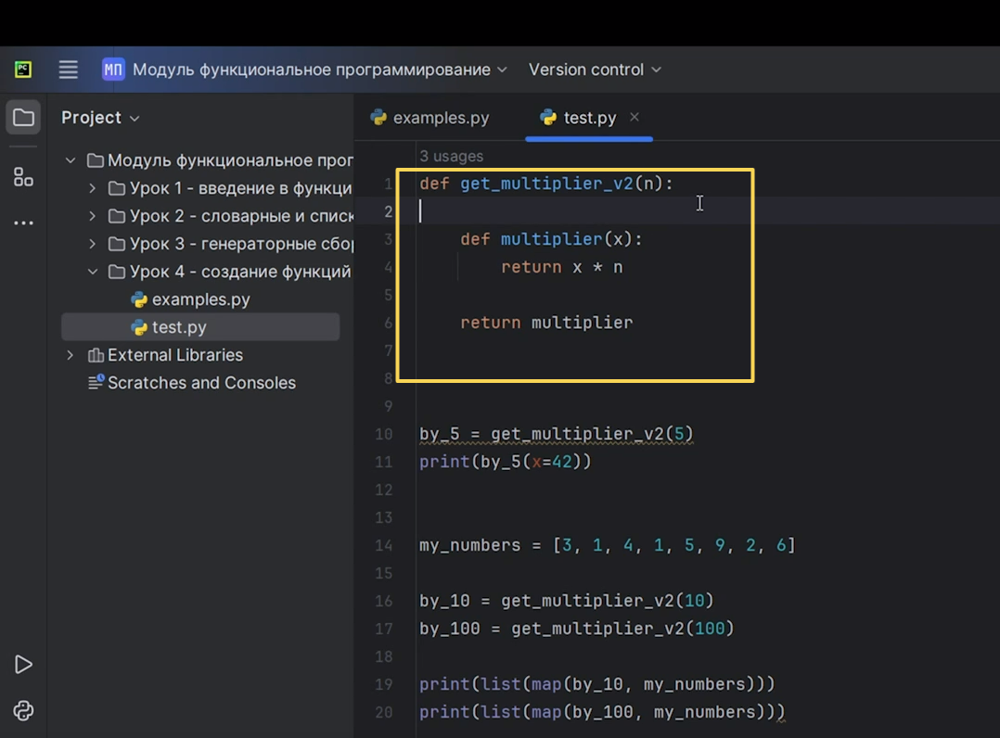 PC МП Модуль функциональное программирование Version control
Project
examples.py test.py
Модуль функциональное прог
Урок 1 - введение в функци
Урок 2 - словарные и списк
Урок 3 - генераторные сбор
Урок 4 - создание функций
examples.py
test.py
External Libraries
Scratches and Consoles
3 usages
1 def get_multiplier_v2(n):
2
3 def multiplier(x):
4 return x * n
5
6 return multiplier
7
8
9
10 by_5 = get_multiplier_v2(5)
11 print(by_5(x=42))
12
13
14 my_numbers = [3, 1, 4, 1, 5, 9, 2, 6]
15
16 by_10 = get_multiplier_v2(10)
17 by_100 = get_multiplier_v2(100)
18
19 print(list(map(by_10, my_numbers)))
20 print(list(map(by_100, my_numbers)))